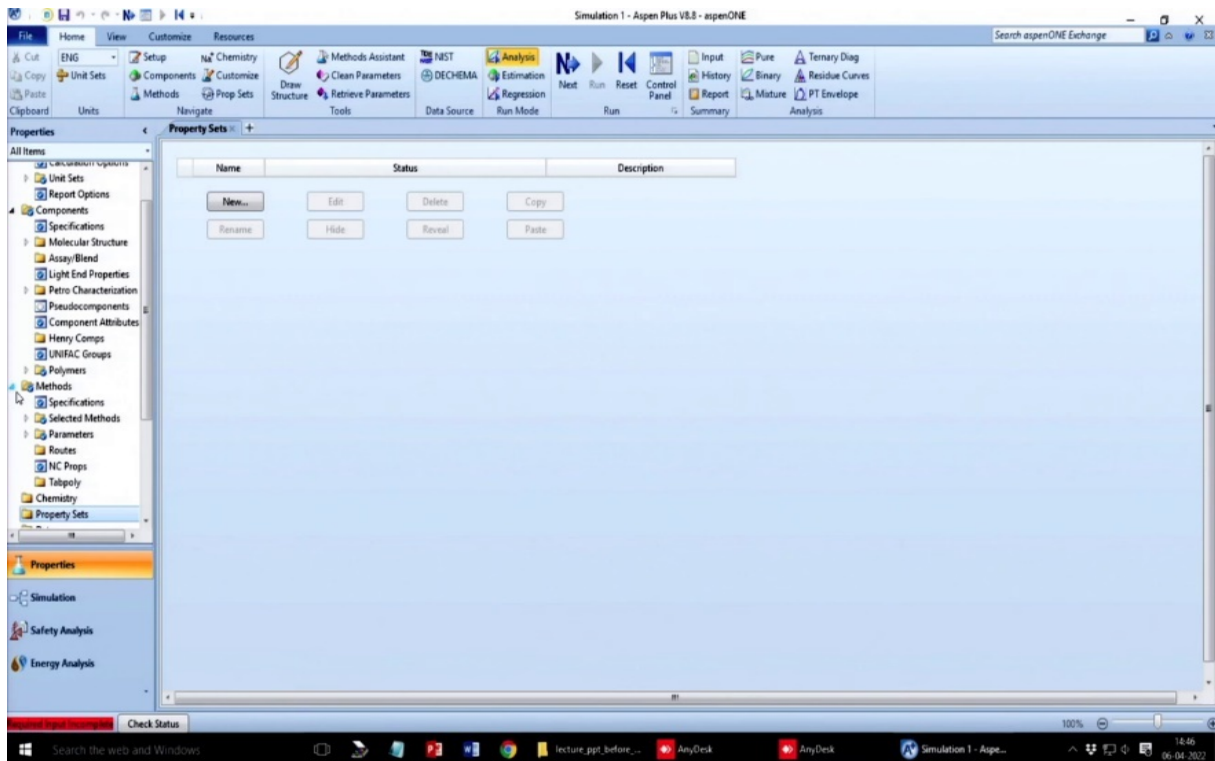 Simulation 1 - Aspen Plus V8.8 - aspenONE
File Home View Customize Resources Search aspenONE Exchange
Cut ENG Setup Na+ Chemistry Methods Assistant NIST Analysis Input Pure Ternary Diag
Copy Unit Sets Components Customize Draw Structure Clean Parameters DECHEMA Estimation Next Run Reset Control Panel History Binary Residue Curves
Paste Methods Prop Sets Retrieve Parameters Regression Report Mixture PT Envelope
Clipboard Units Navigate Tools Data Source Run Mode Run Summary Analysis
Properties Property Sets
All Items
Calculation Options
Name Status Description
Unit Sets
Report Options
New... Edit Delete Copy
Components
Specifications
Rename Hide Reveal Paste
Molecular Structure
Assay/Blend
Light End Properties
Petro Characterization
Pseudocomponents
Component Attributes
Henry Comps
UNIFAC Groups
Polymers
Methods
Specifications
Selected Methods
Parameters
Routes
NC Props
Tabpoly
Chemistry
Property Sets
Properties
Simulation
Safety Analysis
Energy Analysis
Required Input Incomplete Check Status 100%
Search the web and Windows lecture_ppt_before_... AnyDesk AnyDesk Simulation 1 - Aspe... 14:46
06-04-2022